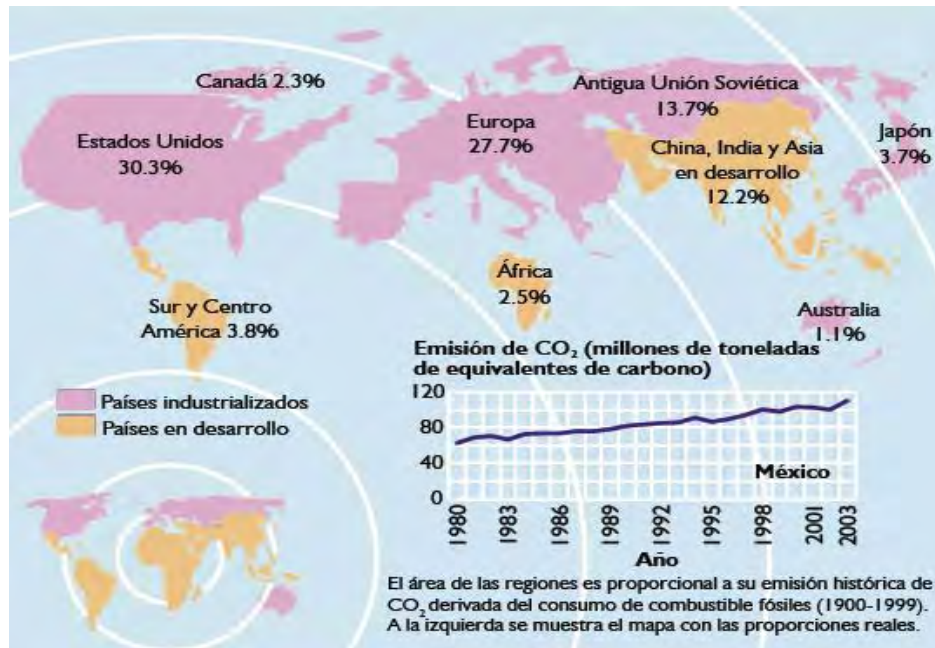 Canadá 2.3%
Estados Unidos
30.3%
Europa
27.7%
Antigua Unión Soviética
13.7%
China, India y Asia
en desarrollo
12.2%
Japón
3.7%
Sur y Centro
América 3.8%
África
2.5%
Australia
1.1%
Países industrializados
Países en desarrollo
Emisión de CO₂ (millones de toneladas
de equivalentes de carbono)
120
80
40
0
México
1980
1983
1986
1989
1992
1995
1998
2001
2003
Año
El área de las regiones es proporcional a su emisión histórica de
CO₂ derivada del consumo de combustible fósiles (1900-1999).
A la izquierda se muestra el mapa con las proporciones reales.